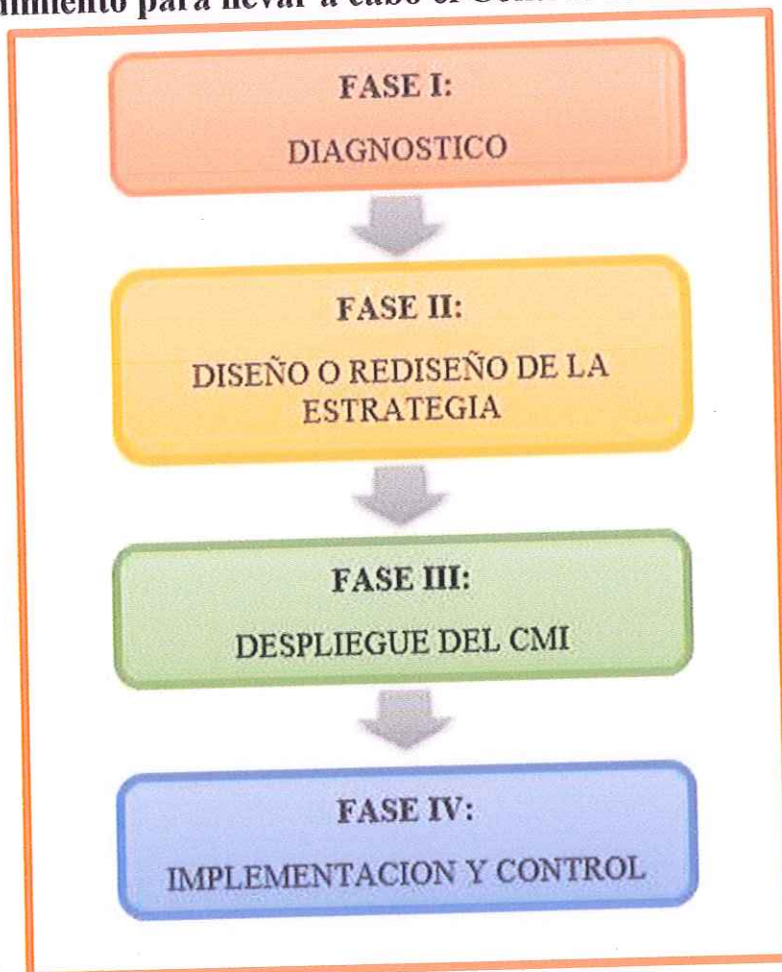 para llevar a cabo el
FASE I:
DIAGNOSTICO
FASE II:
DISEÑO O REDISEÑO DE LA
ESTRATEGIA
FASE III:
DESPLIEGUE DEL CMI
FASE IV:
IMPLEMENTACION Y CONTROL